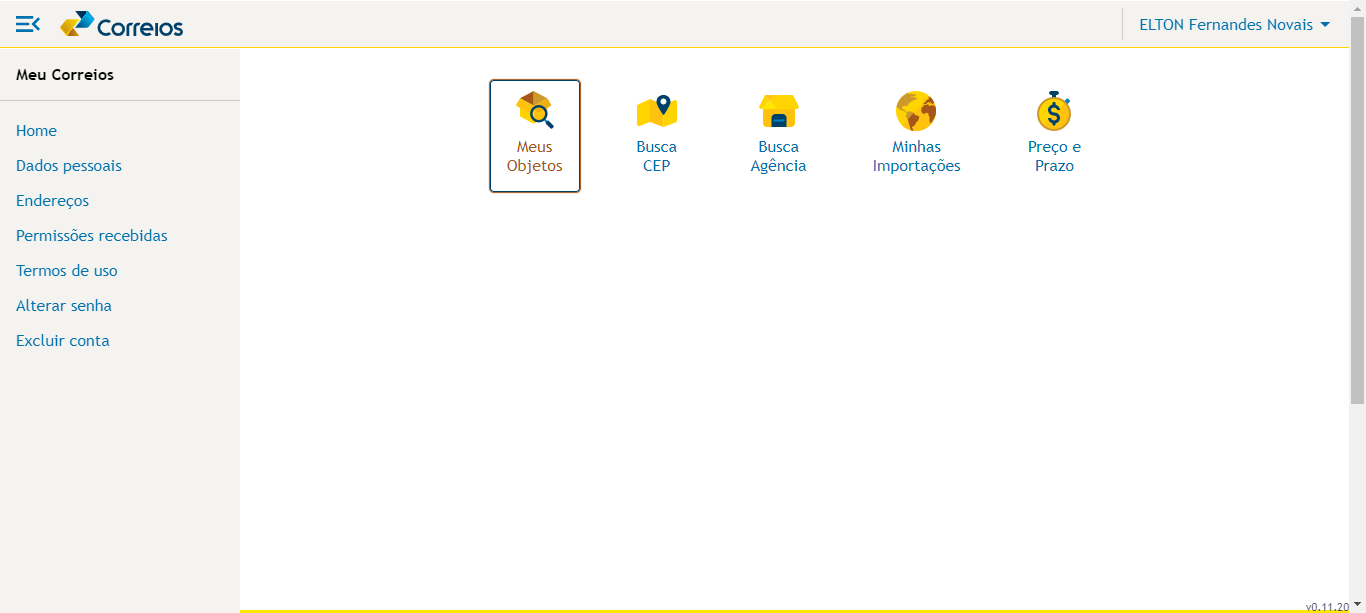 Correios
ELTON Fernandes Novais
Meu Correios
Home
Dados pessoais
Endereços
Permissões recebidas
Termos de uso
Alterar senha
Excluir conta
Meus
Objetos
Busca
CEP
Busca
Agência
Minhas
Importações
Preço e
Prazo
v0.11.20